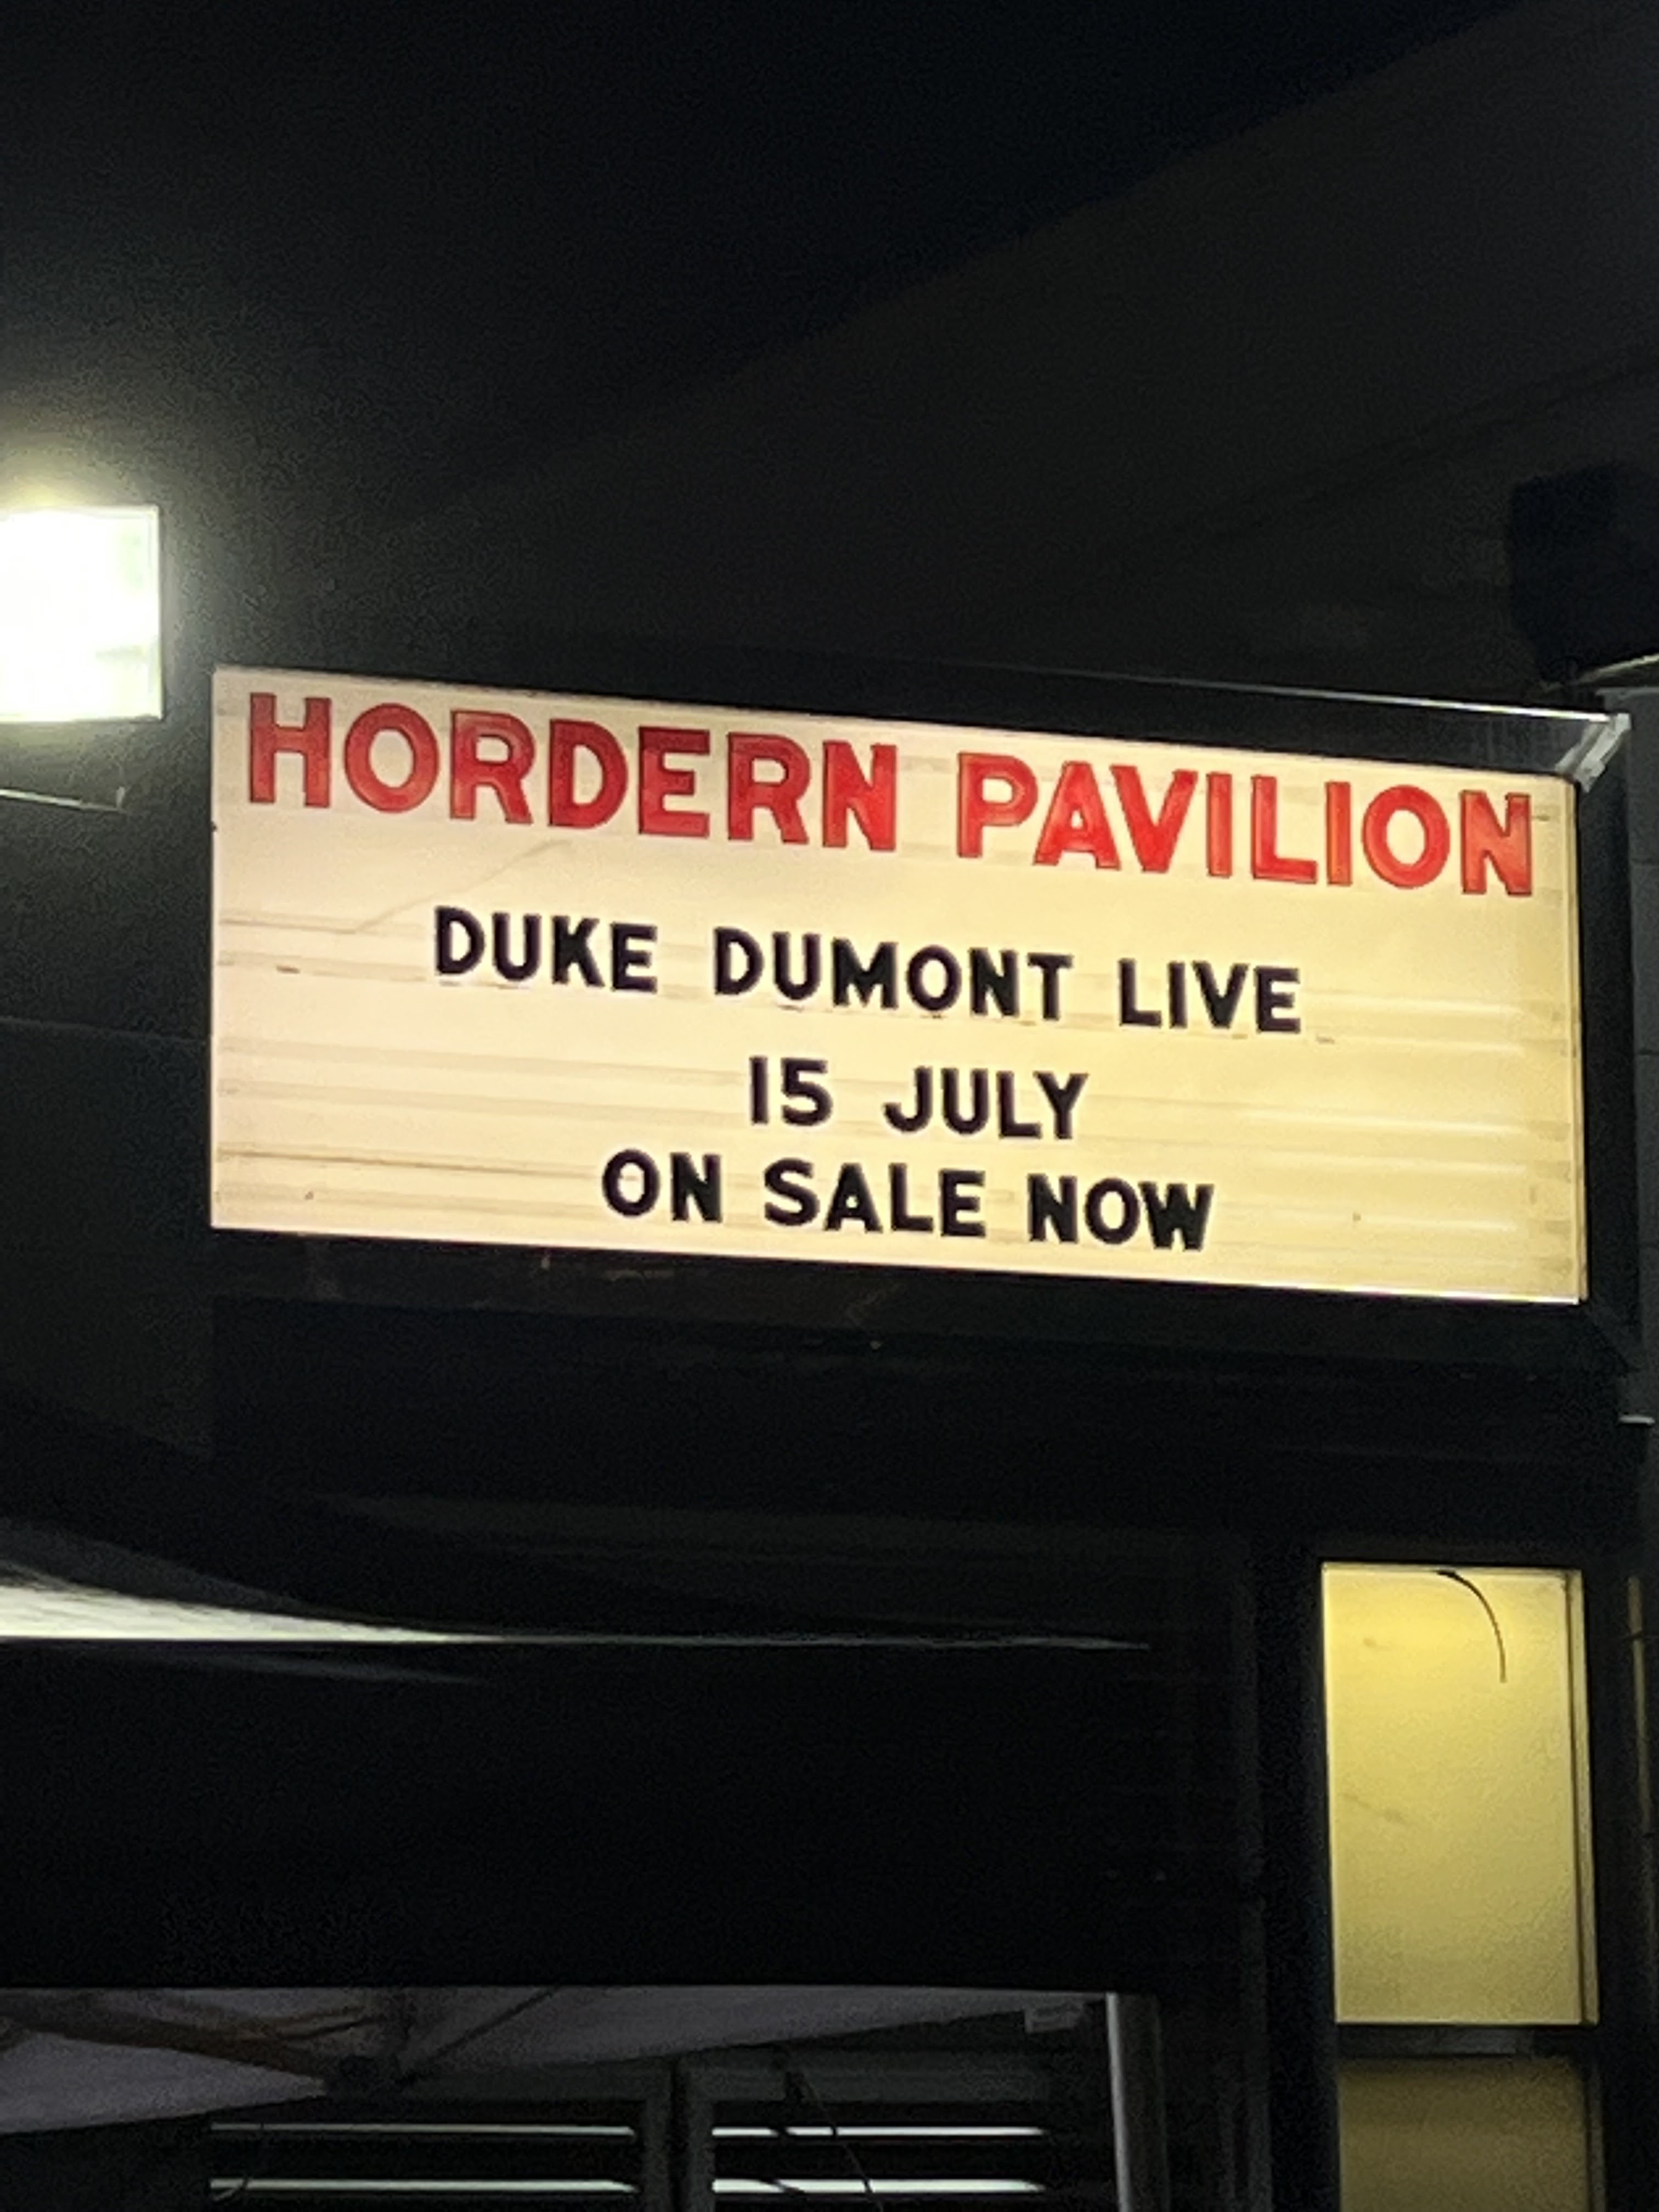 HORDERN PAVILION
DUKE DUMONT LIVE
15 JULY
ON SALE NOW